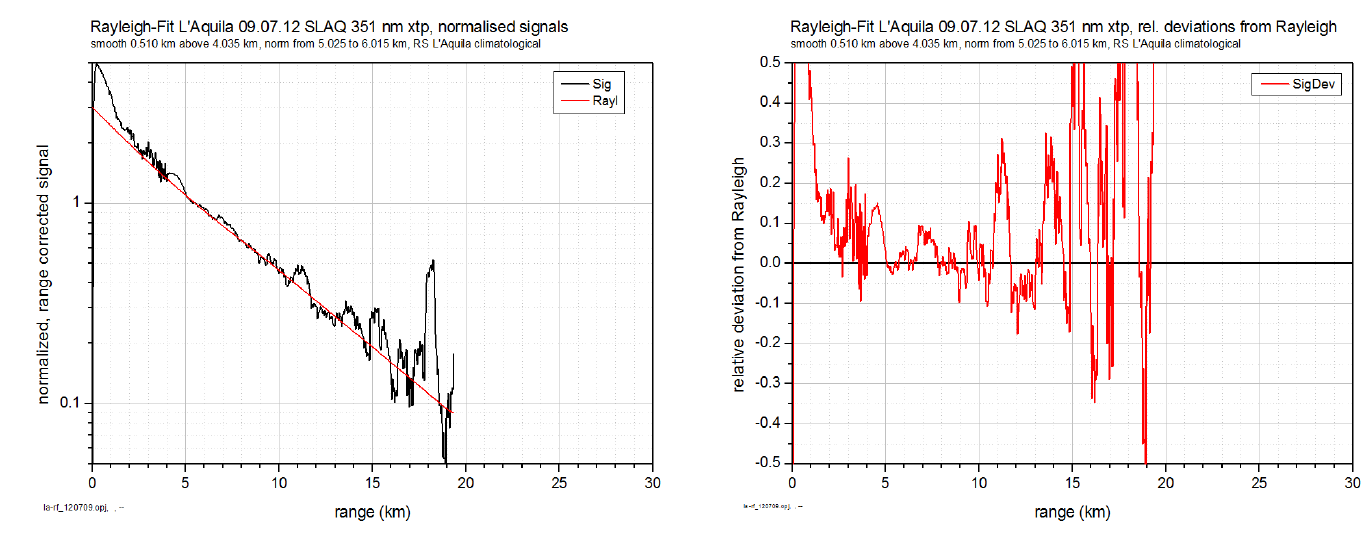 Rayleigh-Fit L'Aquila 09.07.12 SLAQ 351 nm xtp, normalised signals
smooth 0.510 km above 4.035 km, norm from 5.025 to 6.015 km, RS L'Aquila climatological
Sig
Rayl
1
0.1
normalized, range corrected signal
0 5 10 15 20 25 30
range (km)
la-rf_120709.opj, . --
Rayleigh-Fit L'Aquila 09.07.12 SLAQ 351 nm xtp, rel. deviations from Rayleigh
smooth 0.510 km above 4.035 km, norm from 5.025 to 6.015 km, RS L'Aquila climatological
SigDev
0.5
0.4
0.3
0.2
0.1
0.0
-0.1
-0.2
-0.3
-0.4
-0.5
relative deviation from Rayleigh
0 5 10 15 20 25 30
range (km)
la-rf_120709.opj, . --